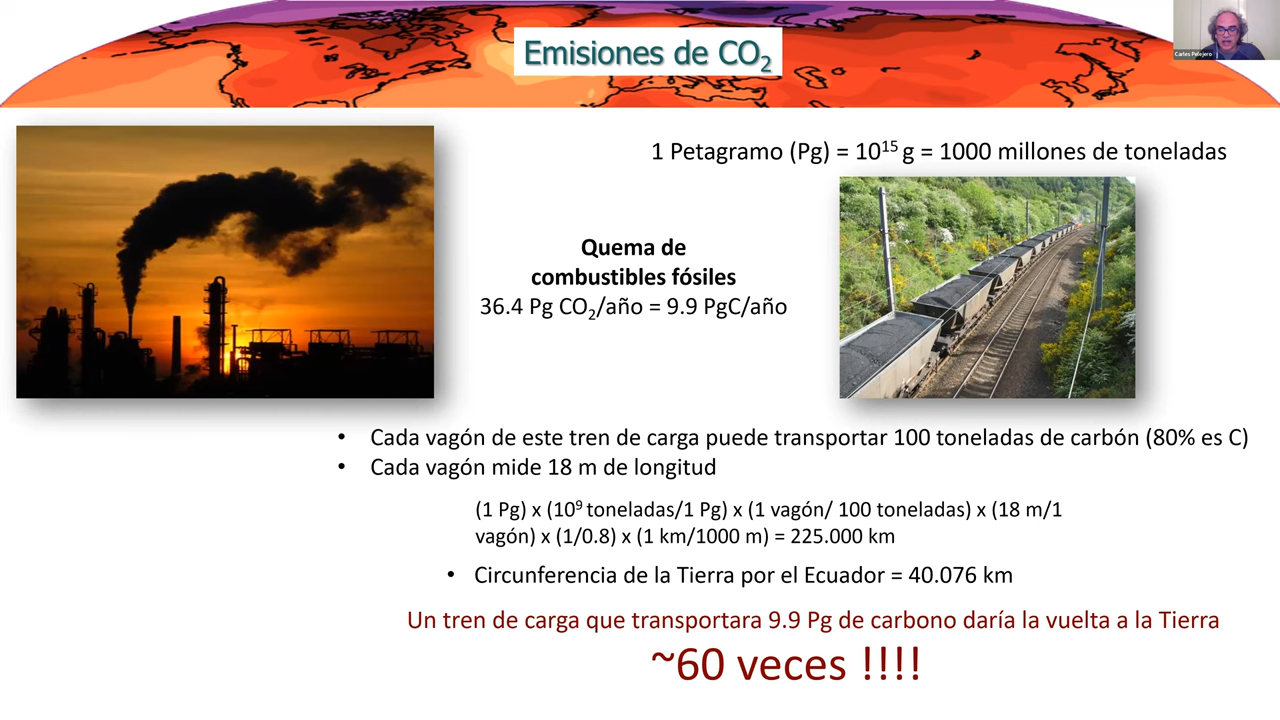 Emisiones de CO₂
Carles Pelejero
1 Petagramo (Pg) = 10¹⁵ g = 1000 millones de toneladas
Quema de
combustibles fósiles
36.4 Pg CO₂/año = 9.9 PgC/año
• Cada vagón de este tren de carga puede transportar 100 toneladas de carbón (80% es C)
• Cada vagón mide 18 m de longitud
(1 Pg) x (10⁹ toneladas/1 Pg) x (1 vagón/ 100 toneladas) x (18 m/1
vagón) x (1/0.8) x (1 km/1000 m) = 225.000 km
• Circunferencia de la Tierra por el Ecuador = 40.076 km
Un tren de carga que transportara 9.9 Pg de carbono daría la vuelta a la Tierra
~60 veces !!!!